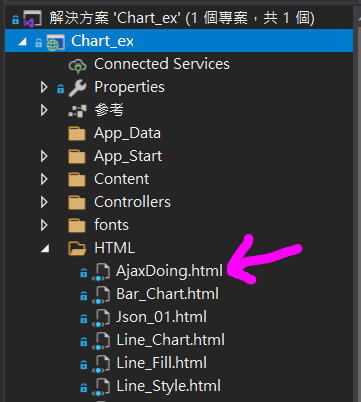 解決方案 'Chart_ex' (1 個專案，共 1 個)
Chart_ex
Connected Services
Properties
參考
App_Data
App_Start
Content
Controllers
fonts
HTML
AjaxDoing.html
Bar_Chart.html
Json_01.html
Line_Chart.html
Line_Fill.html
Line_Style.html